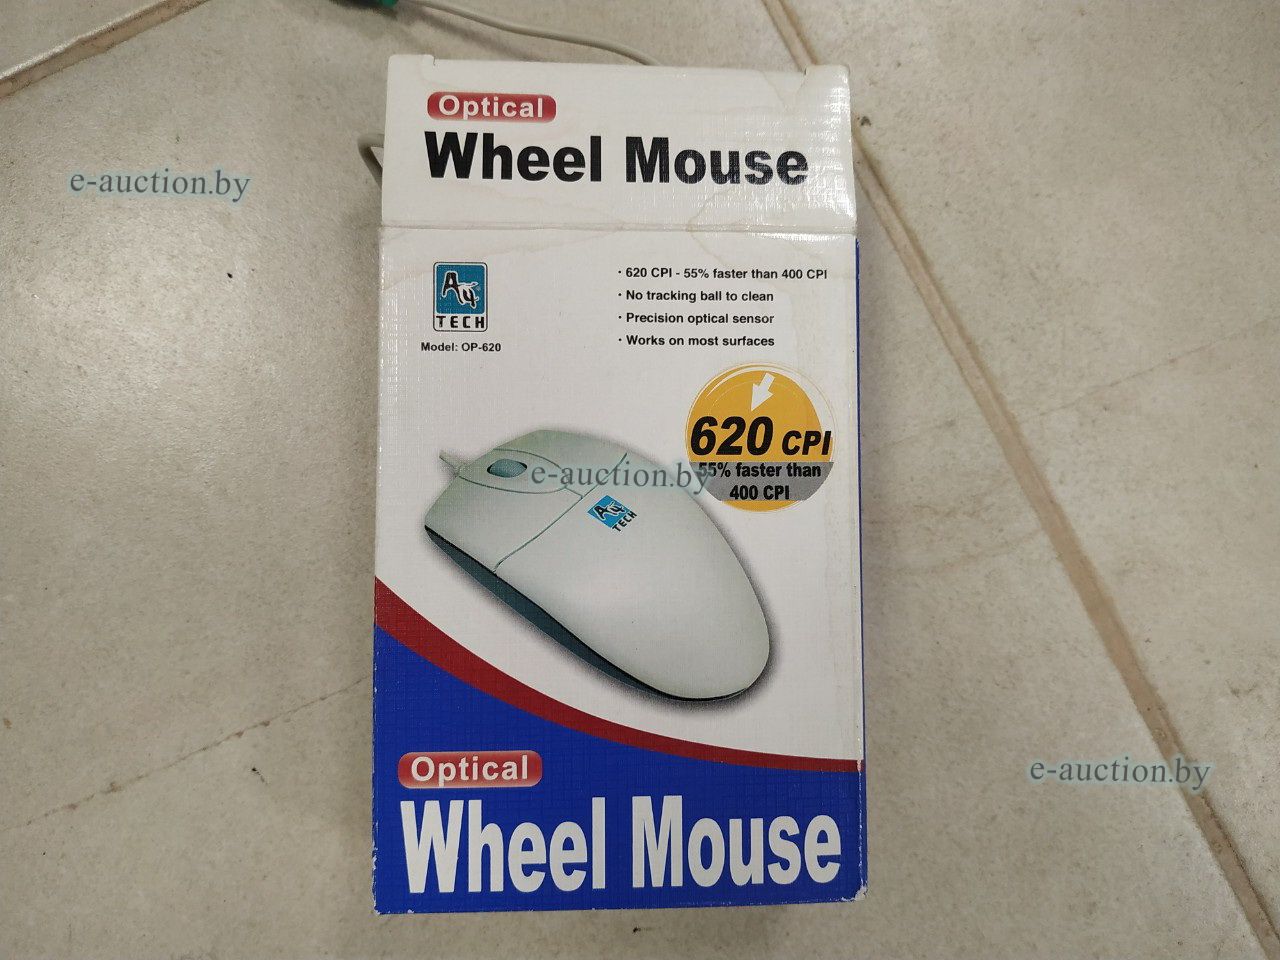 Optical
Wheel Mouse
e-auction.by
A4
TECH
Model: OP-620
· 620 CPI - 55% faster than 400 CPI
· No tracking ball to clean
· Precision optical sensor
· Works on most surfaces
620 CPI
55% faster than
400 CPI
e-auction.by
A4
TECH
e-auction.by
Optical
Wheel Mouse